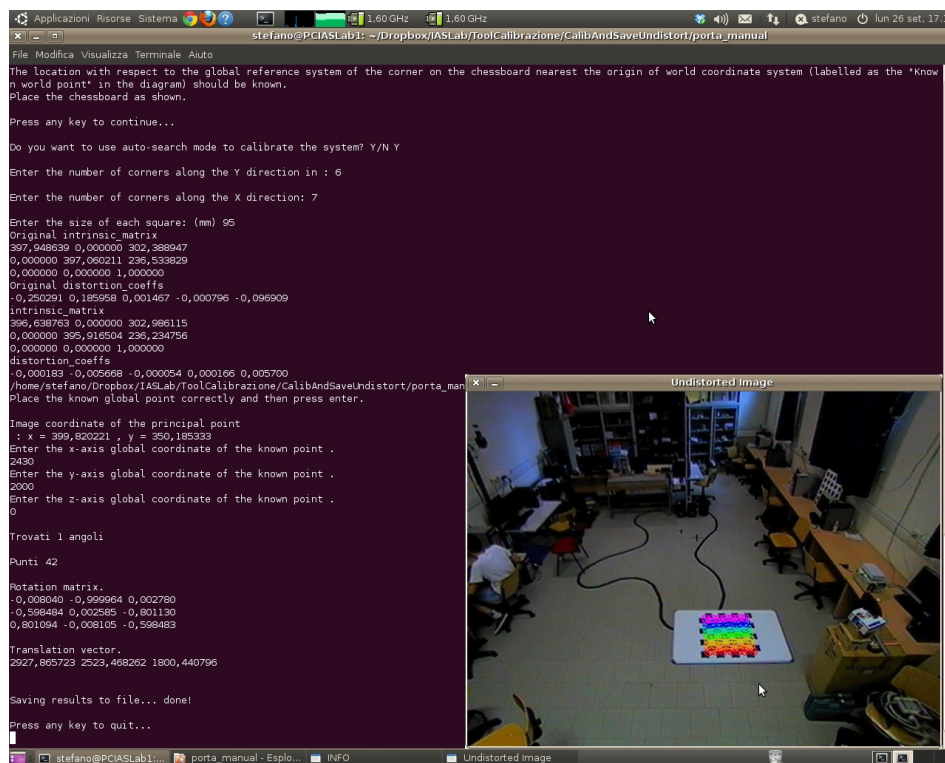 Applicazioni Risorse Sistema 1,60 GHz 1,60 GHz stefano lun 26 set, 17.
stefano@PCIASLab1: ~/Dropbox/IASLab/ToolCalibrazione/CalibAndSaveUndistort/porta_manual
File Modifica Visualizza Terminale Aiuto
The location with respect to the global reference system of the corner on the chessboard nearest the origin of world coordinate system (labelled as the "Know
n world point" in the diagram) should be known.
Place the chessboard as shown.
Press any key to continue...
Do you want to use auto-search mode to calibrate the system? Y/N Y
Enter the number of corners along the Y direction in : 6
Enter the number of corners along the X direction: 7
Enter the size of each square: (mm) 95
Original intrinsic_matrix
397,948639 0,000000 302,388947
0,000000 397,060211 236,533829
0,000000 0,000000 1,000000
Original distortion_coeffs
-0,250291 0,185958 0,001467 -0,000796 -0,096909
intrinsic_matrix
396,638763 0,000000 302,986115
0,000000 395,916504 236,234756
0,000000 0,000000 1,000000
distortion_coeffs
-0,000183 -0,005668 -0,000054 0,000166 0,005700
/home/stefano/Dropbox/IASLab/ToolCalibrazione/CalibAndSaveUndistort/porta_man
Undistorted Image
Place the known global point correctly and then press enter.
Image coordinate of the principal point
: x = 399,820221 , y = 350,185333
Enter the x-axis global coordinate of the known point .
2430
Enter the y-axis global coordinate of the known point .
2000
Enter the z-axis global coordinate of the known point .
0
Trovati 1 angoli
Punti 42
Rotation matrix.
-0,008040 -0,999964 0,002780
-0,598484 0,002585 -0,801130
0,801094 -0,008105 -0,598483
Translation vector.
2927,865723 2523,468262 1800,440796
Saving results to file... done!
Press any key to quit...
stefano@PCIASLab1:... porta_manual - Esplo... INFO Undistorted Image